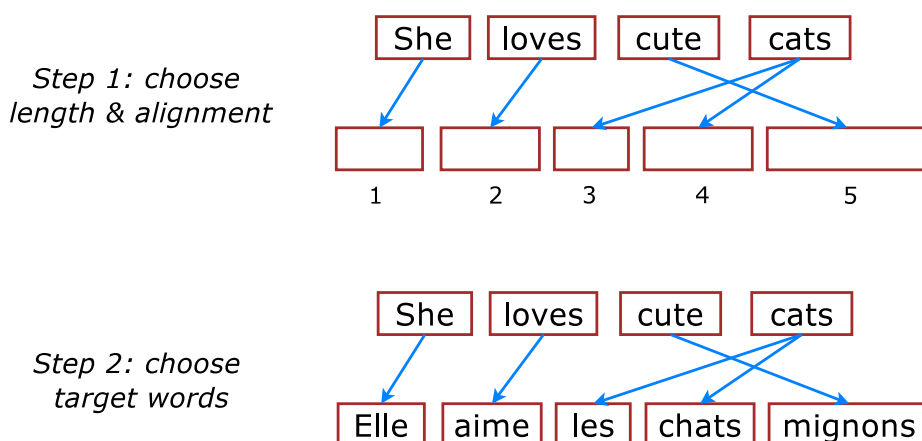 She loves cute cats
Step 1: choose
length & alignment
1 2 3 4 5
She loves cute cats
Step 2: choose
target words
Elle aime les chats mignons